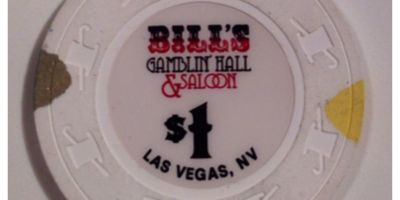 BILL'S
GAMBLIN' HALL
& SALOON
$1
LAS VEGAS, NV